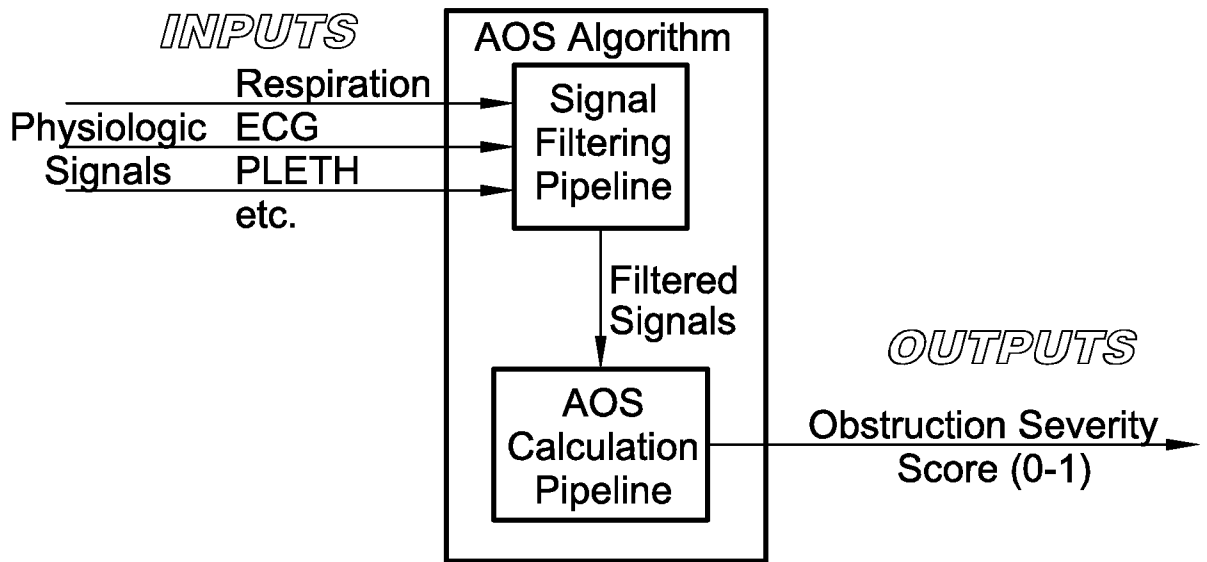 INPUTS
AOS Algorithm
Physiologic
Signals
Respiration
ECG
PLETH
etc.
Signal
Filtering
Pipeline
Filtered
Signals
AOS
Calculation
Pipeline
OUTPUTS
Obstruction Severity
Score (0-1)